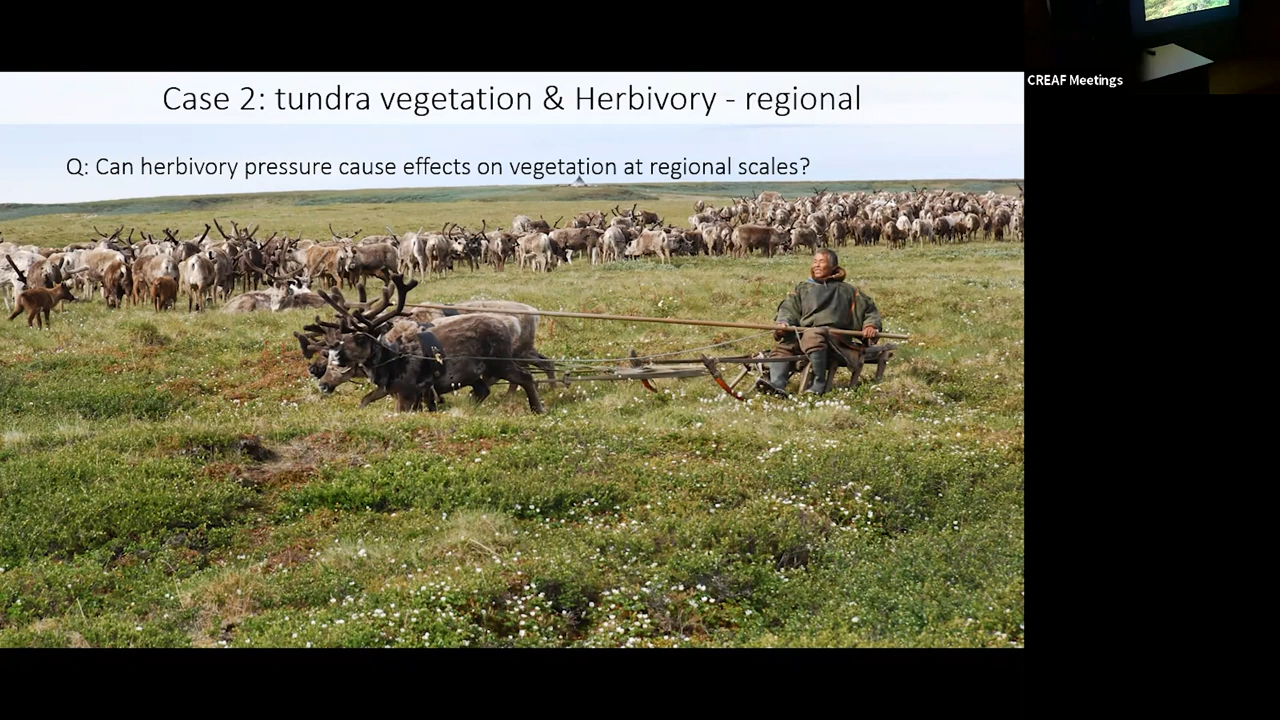 Case 2: tundra vegetation & Herbivory - regional
Q: Can herbivory pressure cause effects on vegetation at regional scales?
CREAF Meetings